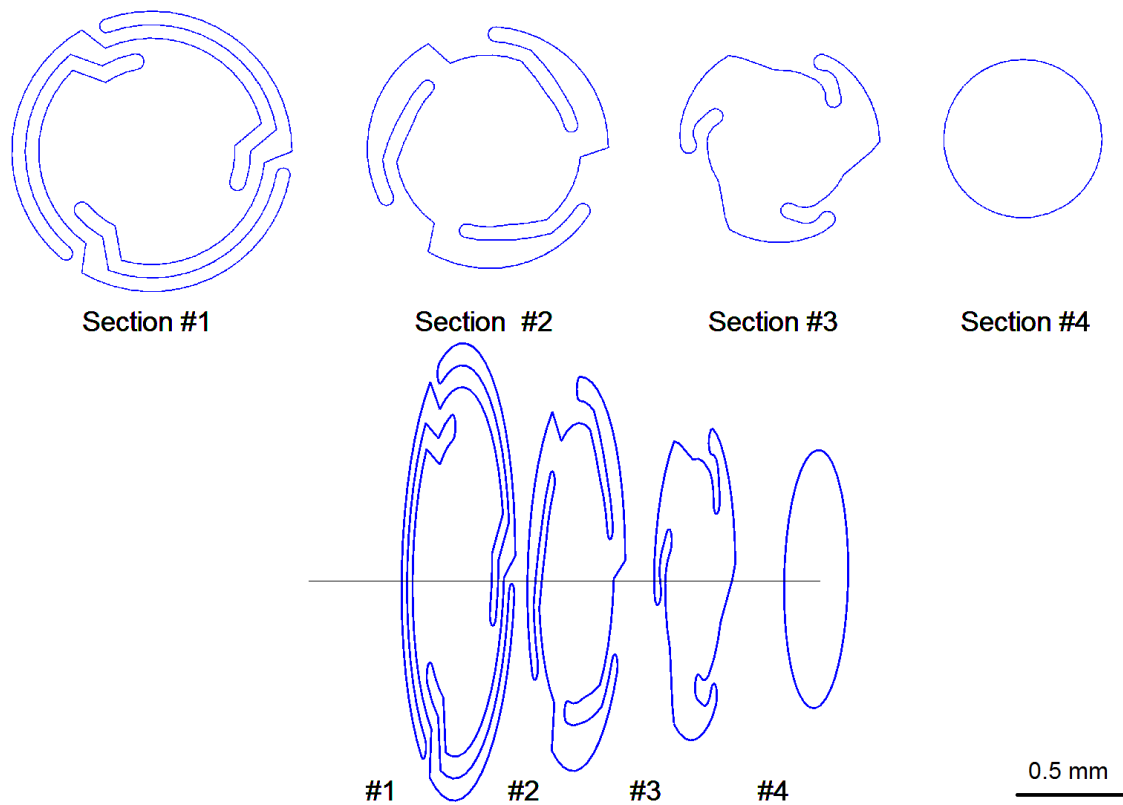 Section #1
Section #2
Section #3
Section #4
#1
#2
#3
#4
0.5 mm